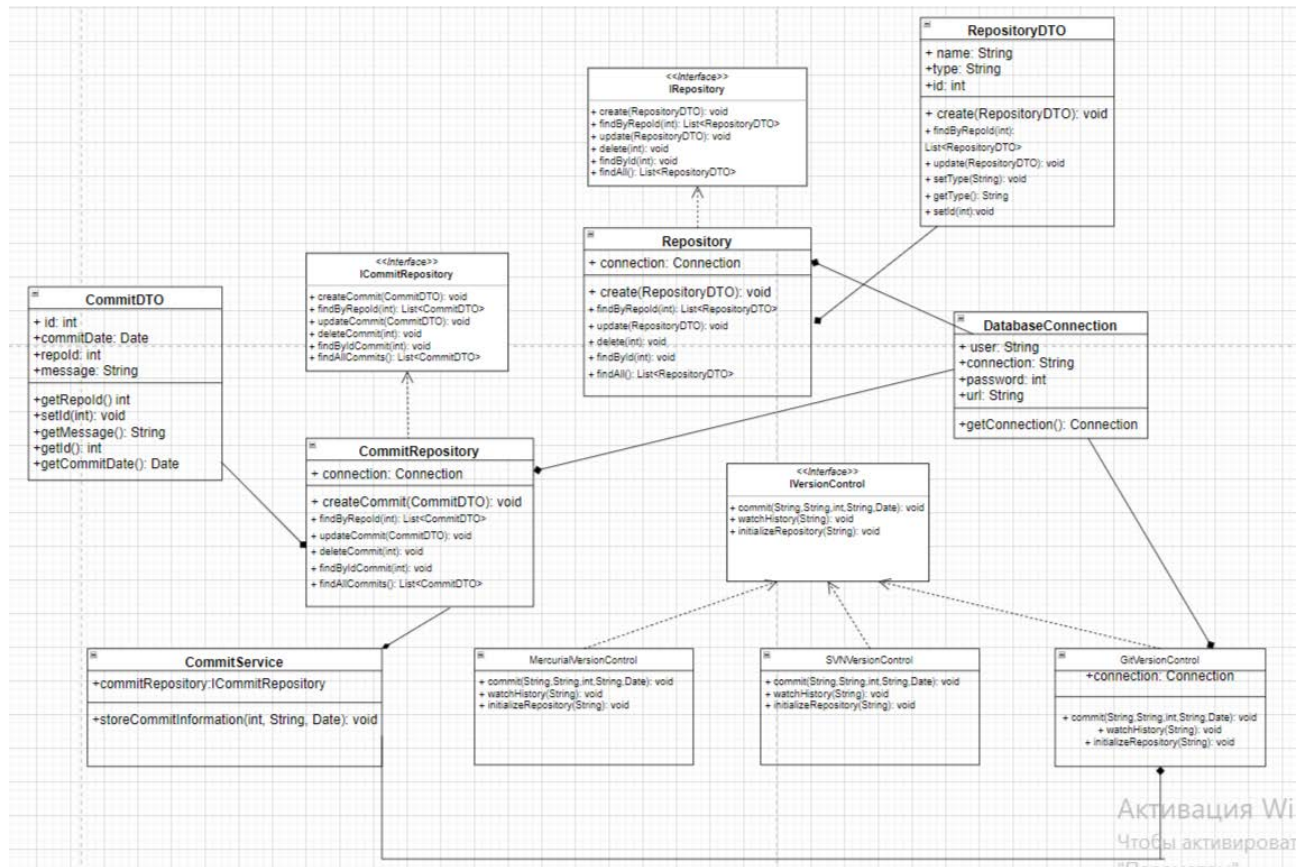 RepositoryDTO
+ name: String
+type: String
+id: int
+ create(RepositoryDTO): void
+ findByRepoId(int):
List<RepositoryDTO>
+ update(RepositoryDTO): void
+ setType(String): void
+ getType(): String
+ setId(int):void
<<Interface>>
IRepository
+ create(RepositoryDTO): void
+ findByRepoId(int): List<RepositoryDTO>
+ update(RepositoryDTO): void
+ delete(int): void
+ findById(int): void
+ findAll(): List<RepositoryDTO>
Repository
+ connection: Connection
+ create(RepositoryDTO): void
+ findByRepoId(int): List<RepositoryDTO>
+ update(RepositoryDTO): void
+ delete(int): void
+ findById(int): void
+ findAll(): List<RepositoryDTO>
<<Interface>>
ICommitRepository
+ createCommit(CommitDTO): void
+ findByRepoId(int): List<CommitDTO>
+ updateCommit(CommitDTO): void
+ deleteCommit(int): void
+ findByIdCommit(int): void
+ findAllCommits(): List<CommitDTO>
CommitDTO
+ id: int
+commitDate: Date
+repoId: int
+message: String
+getRepoId() int
+setId(int): void
+getMessage(): String
+getId(): int
+getCommitDate(): Date
DatabaseConnection
+ user: String
+connection: String
+password: int
+url: String
+getConnection(): Connection
CommitRepository
+ connection: Connection
+ createCommit(CommitDTO): void
+ findByRepoId(int): List<CommitDTO>
+ updateCommit(CommitDTO): void
+ deleteCommit(int): void
+ findByIdCommit(int): void
+ findAllCommits(): List<CommitDTO>
<<Interface>>
IVersionControl
+ commit(String,String,int,String,Date): void
+ watchHistory(String): void
+ initializeRepository(String): void
CommitService
+commitRepository:ICommitRepository
+storeCommitInformation(int, String, Date): void
MercurialVersionControl
+ commit(String,String,int,String,Date): void
+ watchHistory(String): void
+ initializeRepository(String): void
SVNVersionControl
+ commit(String,String,int,String,Date): void
+ watchHistory(String): void
+ initializeRepository(String): void
GitVersionControl
+connection: Connection
+ commit(String,String,int,String,Date): void
+ watchHistory(String): void
+ initializeRepository(String): void
Активация Wi
Чтобы активироват